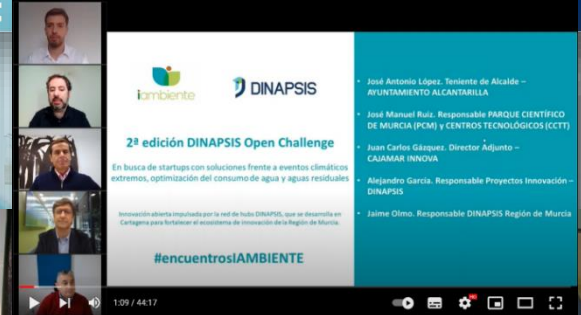 iambiente
DINAPSIS
2ª edición DINAPSIS Open Challenge
En busca de startups con soluciones frente a eventos climáticos
extremos, optimización del consumo de agua y aguas residuales
Innovación abierta impulsada por la red de hubs DINAPSIS, que se desarrolla en
Cartagena para fortalecer el ecosistema de innovación de la Región de Murcia.
#encuentrosIAMBIENTE
• José Antonio López. Teniente de Alcalde –
AYUNTAMIENTO ALCANTARILLA
• José Manuel Ruiz. Responsable PARQUE CIENTÍFICO
DE MURCIA (PCM) y CENTROS TECNOLÓGICOS (CCTT)
• Juan Carlos Gázquez. Director Adjunto –
CAJAMAR INNOVA
• Alejandro García. Responsable Proyectos Innovación –
DINAPSIS
• Jaime Olmo. Responsable DINAPSIS Región de Murcia
1:09 / 44:17